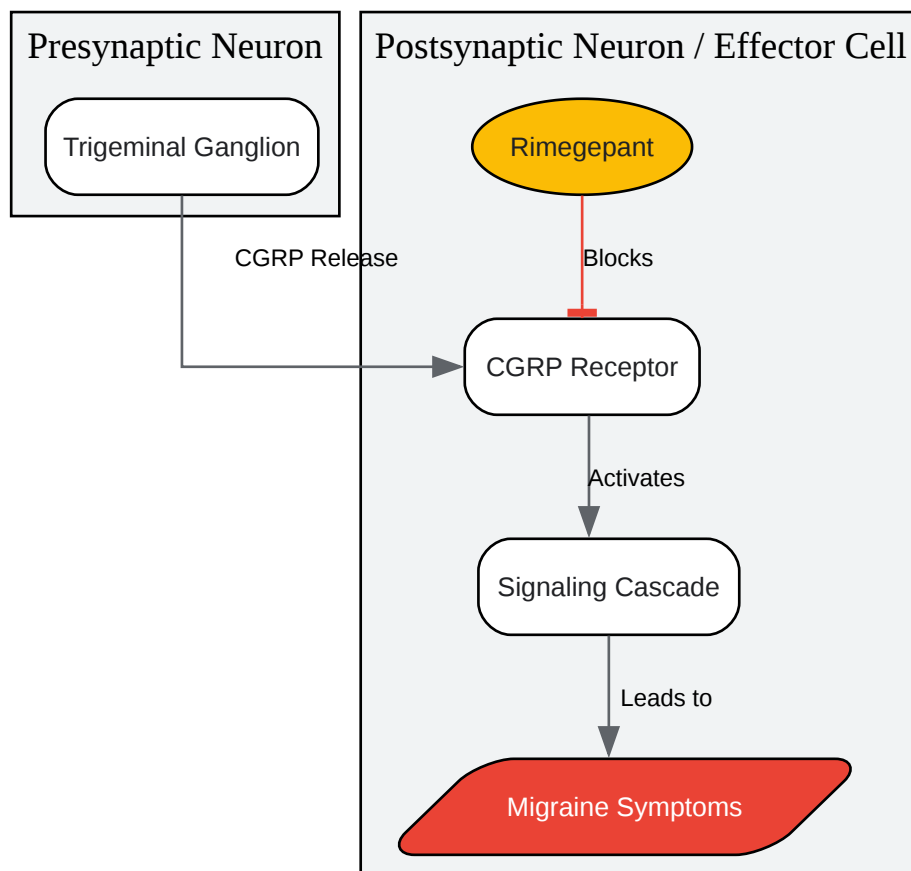 Presynaptic Neuron
Postsynaptic Neuron / Effector Cell
Trigeminal Ganglion
Rimegepant
CGRP Release
Blocks
CGRP Receptor
Activates
Signaling Cascade
Leads to
Migraine Symptoms